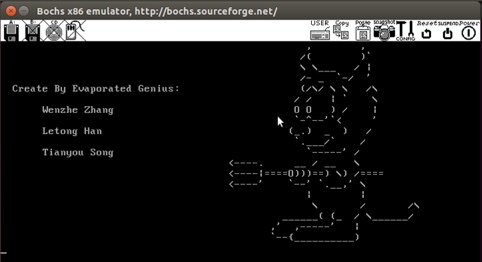 Bochs x86 emulator, http://bochs.sourceforge.net/
USER Copy Paste snapshot CONFIG Reset suspend Power
Create By Evaporated Genius:
Wenzhe Zhang
Letong Han
Tianyou Song